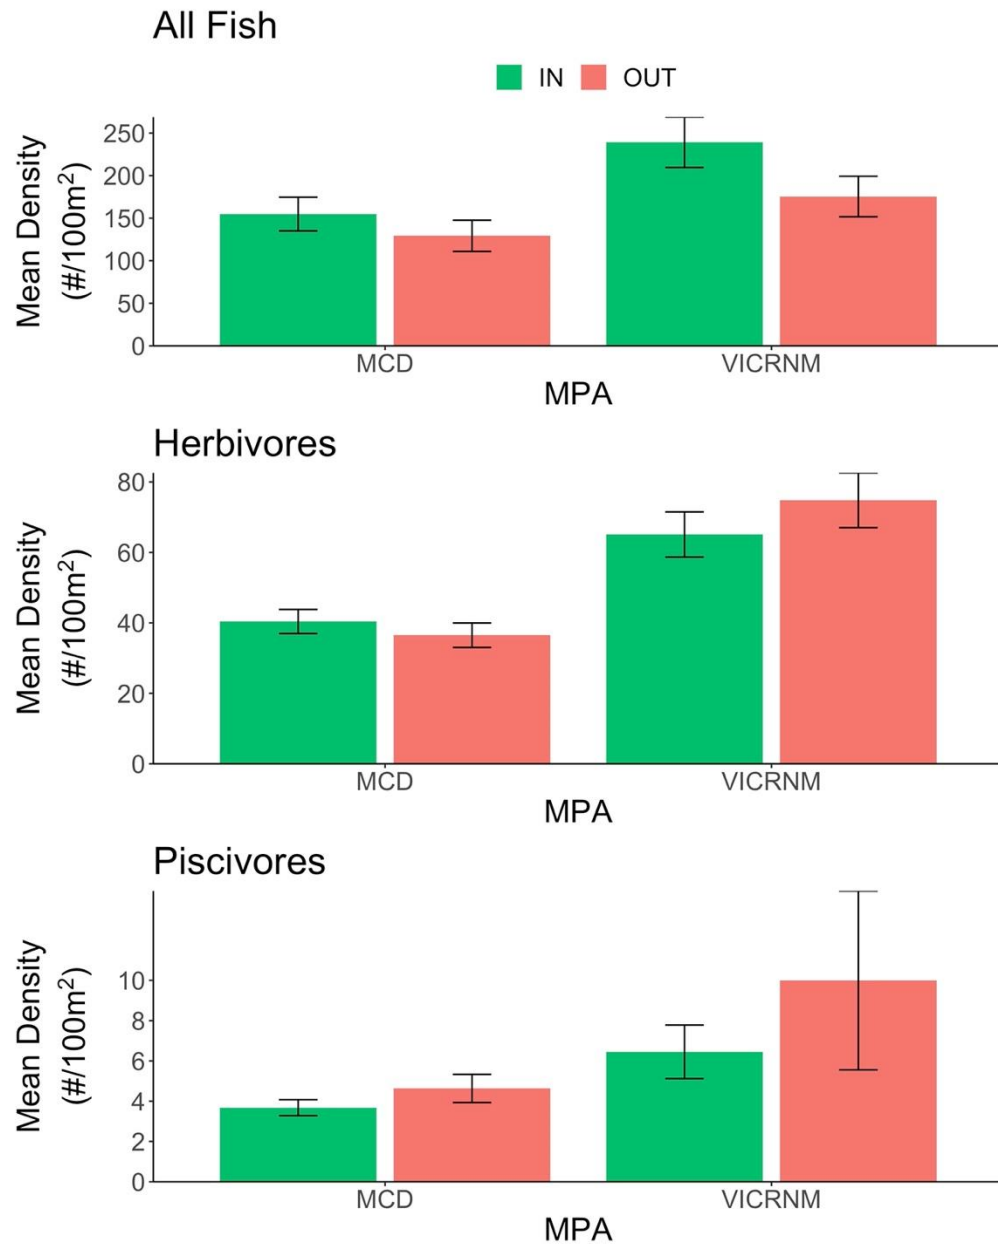 All Fish
IN OUT
Mean Density
(#/100m²)
250
200
150
100
50
0
MCD VICRNM
MPA
Herbivores
Mean Density
(#/100m²)
80
60
40
20
0
MCD VICRNM
MPA
Piscivores
Mean Density
(#/100m²)
10
8
6
4
2
0
MCD VICRNM
MPA